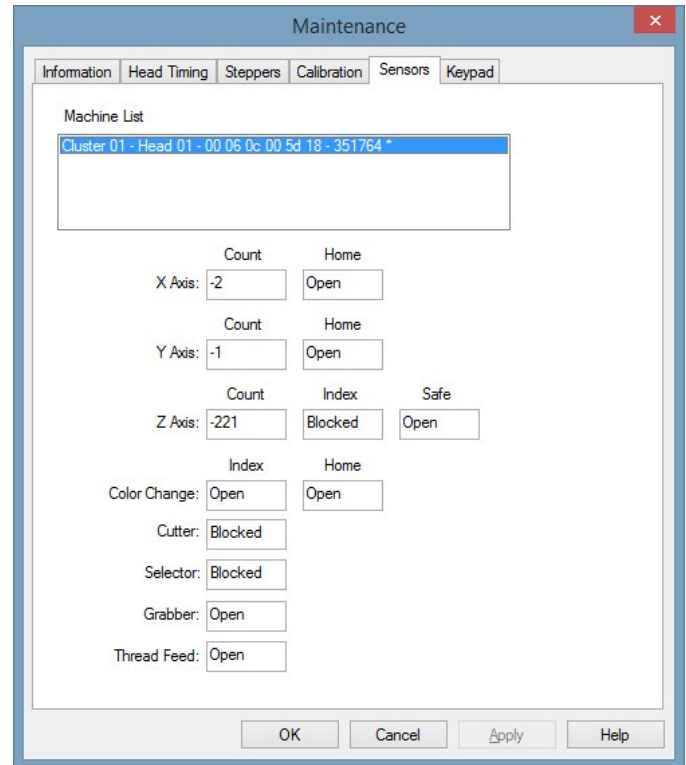 Maintenance
Information Head Timing Steppers Calibration Sensors Keypad
Machine List
Cluster 01 - Head 01 - 00 06 0c 00 5d 18 - 351764 *
Count Home
X Axis: -2 Open
Count Home
Y Axis: -1 Open
Count Index Safe
Z Axis: -221 Blocked Open
Index Home
Color Change: Open Open
Cutter: Blocked
Selector: Blocked
Grabber: Open
Thread Feed: Open
OK Cancel Apply Help